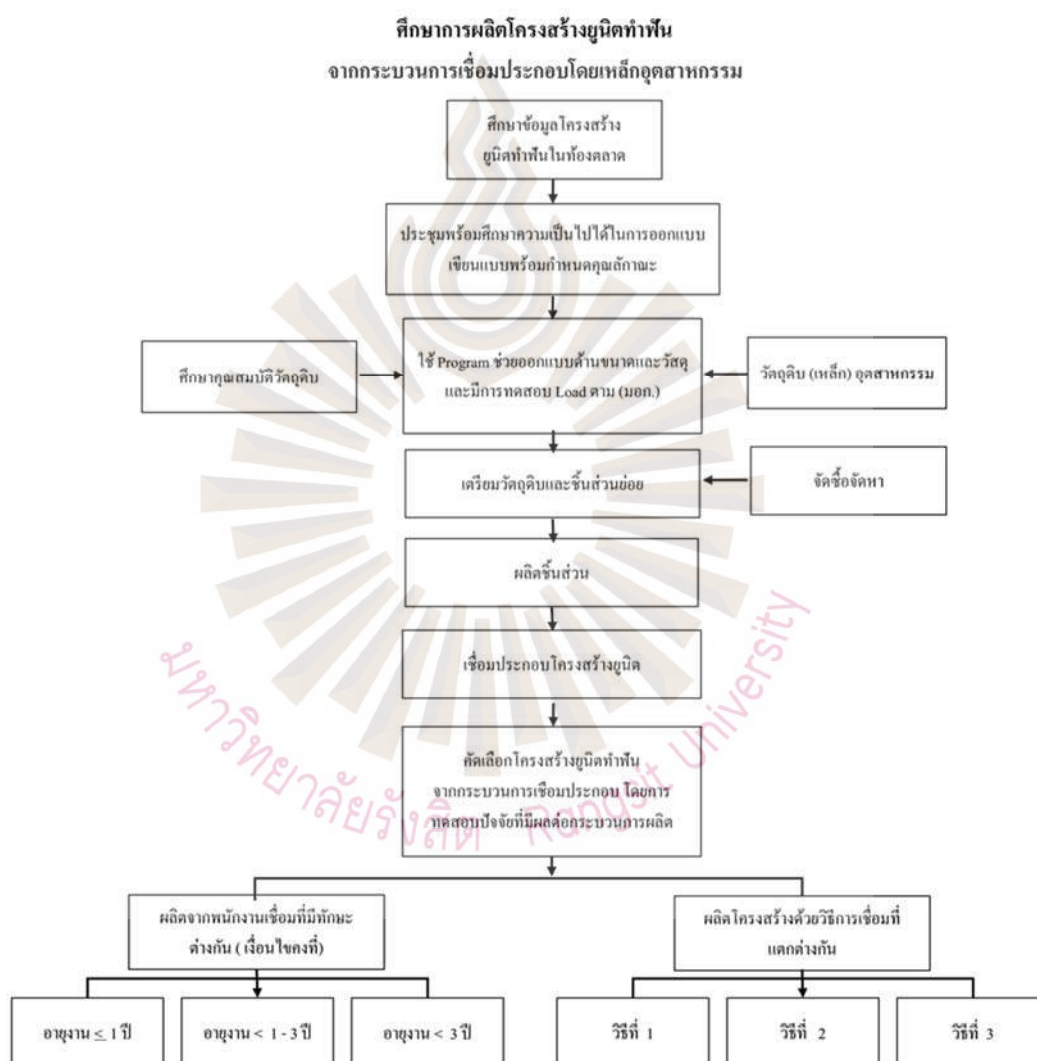 ศึกษาการผลิตโครงสร้างยูนิตทำฟัน
จากกระบวนการเชื่อมประกอบโดยเหล็กอุตสาหกรรม
ศึกษาข้อมูลโครงสร้าง
ยูนิตทำฟันในท้องตลาด
ประชุมพร้อมศึกษาความเป็นไปได้ในการออกแบบ
เขียนแบบพร้อมกำหนดคุณลักาณะ
ศึกษาคุณสมบัติวัตถุดิบ
ใช้ Program ช่วยออกแบบด้านขนาดและวัสดุ
และมีการทดสอบ Load ตาม (มอก.)
วัตถุดิบ (เหล็ก) อุตสาหกรรม
เตรียมวัตถุดิบและชิ้นส่วนย่อย
จัดซื้อจัดหา
ผลิตชิ้นส่วน
เชื่อมประกอบโครงสร้างยูนิต
คัดเลือกโครงสร้างยูนิตทำฟัน
จากกระบวนการเชื่อมประกอบ โดยการ
ทดสอบปัจจัยที่มีผลต่อกระบวนการผลิต
มหาวิทยาลัยรังสิต Rangsit University
ผลิตจากพนักงานเชื่อมที่มีทักษะ
ต่างกัน ( เงื่อนไขคงที่)
ผลิตโครงสร้างด้วยวิธีการเชื่อมที่
แตกต่างกัน
อายุงาน ≤ 1 ปี
อายุงาน < 1 - 3 ปี
อายุงาน < 3 ปี
วิธีที่ 1
วิธีที่ 2
วิธีที่ 3